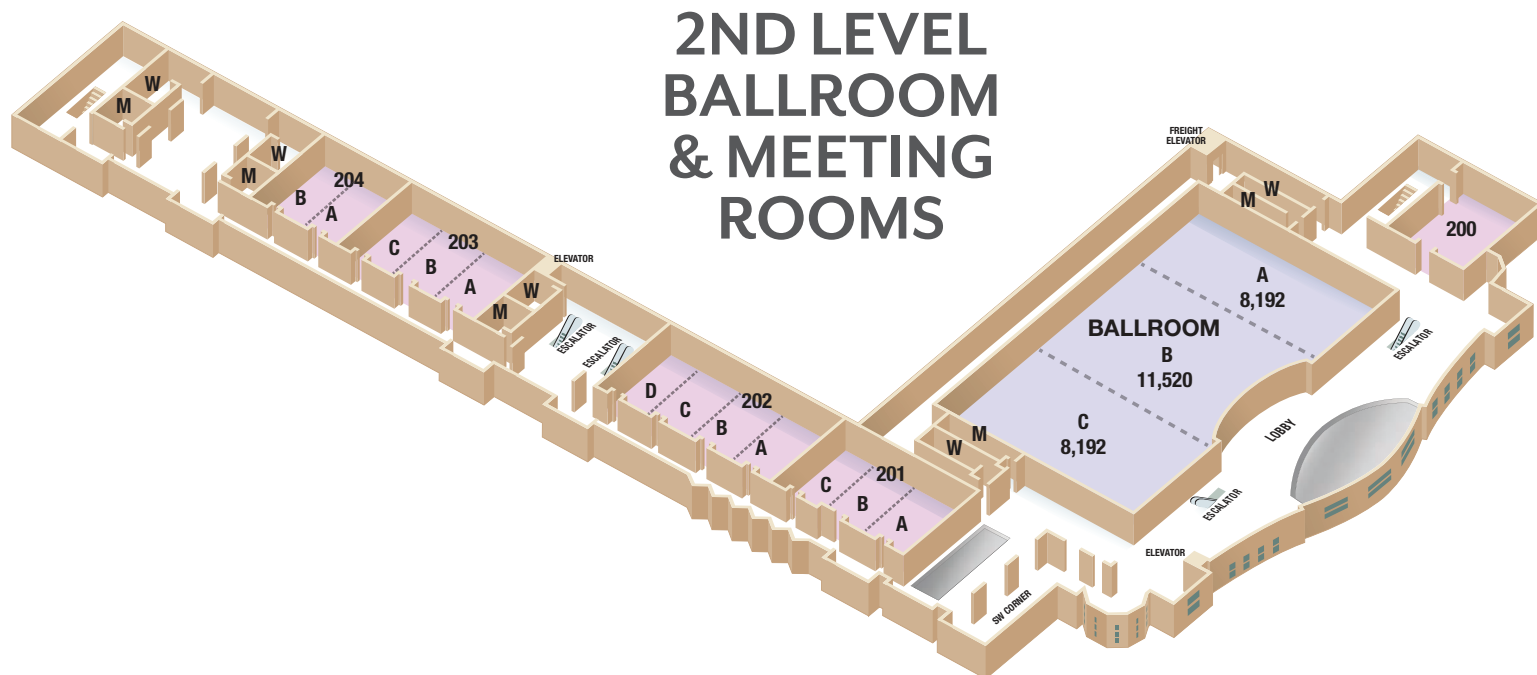 2ND LEVEL
BALLROOM
& MEETING
ROOMS
W
M
W
M
204
B
A
203
C
B
A
ELEVATOR
W
M
ESCALATOR
ESCALATOR
202
D
C
B
A
201
C
B
A
FREIGHT
ELEVATOR
W
M
200
A
8,192
BALLROOM
B
11,520
C
8,192
M
W
ESCALATOR
LOBBY
ESCALATOR
ELEVATOR
SW CORNER